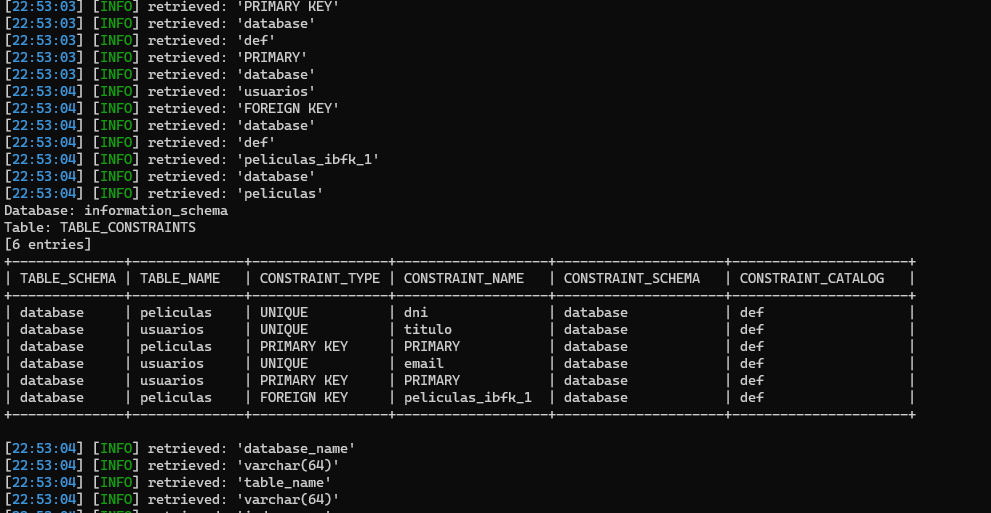 [22:53:03] [INFO] retrieved: 'PRIMARY KEY'
[22:53:03] [INFO] retrieved: 'database'
[22:53:03] [INFO] retrieved: 'def'
[22:53:03] [INFO] retrieved: 'PRIMARY'
[22:53:03] [INFO] retrieved: 'database'
[22:53:04] [INFO] retrieved: 'usuarios'
[22:53:04] [INFO] retrieved: 'FOREIGN KEY'
[22:53:04] [INFO] retrieved: 'database'
[22:53:04] [INFO] retrieved: 'def'
[22:53:04] [INFO] retrieved: 'peliculas_ibfk_1'
[22:53:04] [INFO] retrieved: 'database'
[22:53:04] [INFO] retrieved: 'peliculas'
Database: information_schema
Table: TABLE_CONSTRAINTS
[6 entries]
+--------------+-------------+-----------------+-------------------+---------------------+----------------------+
| TABLE_SCHEMA | TABLE_NAME  | CONSTRAINT_TYPE | CONSTRAINT_NAME   | CONSTRAINT_SCHEMA   | CONSTRAINT_CATALOG   |
+--------------+-------------+-----------------+-------------------+---------------------+----------------------+
| database     | peliculas   | UNIQUE          | dni               | database            | def                  |
| database     | usuarios    | UNIQUE          | titulo            | database            | def                  |
| database     | peliculas   | PRIMARY KEY     | PRIMARY           | database            | def                  |
| database     | usuarios    | UNIQUE          | email             | database            | def                  |
| database     | usuarios    | PRIMARY KEY     | PRIMARY           | database            | def                  |
| database     | peliculas   | FOREIGN KEY     | peliculas_ibfk_1  | database            | def                  |
+--------------+-------------+-----------------+-------------------+---------------------+----------------------+
[22:53:04] [INFO] retrieved: 'database_name'
[22:53:04] [INFO] retrieved: 'varchar(64)'
[22:53:04] [INFO] retrieved: 'table_name'
[22:53:04] [INFO] retrieved: 'varchar(64)'